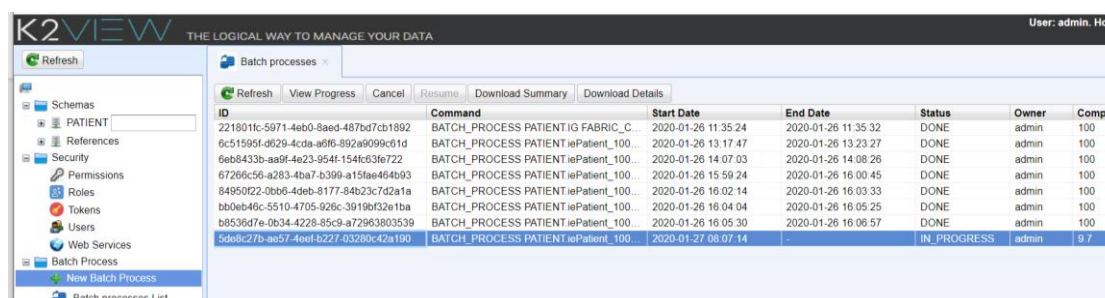 K2VIEW THE LOGICAL WAY TO MANAGE YOUR DATA User: admin. Ho
Refresh
Batch processes ×
Refresh View Progress Cancel Resume Download Summary Download Details
Schemas
PATIENT
References
Security
Permissions
Roles
Tokens
Users
Web Services
Batch Process
New Batch Process
Batch processes List
ID Command Start Date End Date Status Owner Comp
221801fc-5971-4eb0-8aed-487bd7cb1892 BATCH_PROCESS PATIENT.IG FABRIC_C... 2020-01-26 11:35:24 2020-01-26 11:35:32 DONE admin 100
6c51595f-d629-4cda-a6f6-892a9099c61d BATCH_PROCESS PATIENT.iePatient_100... 2020-01-26 13:17:47 2020-01-26 13:23:27 DONE admin 100
6eb8433b-aa9f-4e23-954f-154fc63fe722 BATCH_PROCESS PATIENT.iePatient_100... 2020-01-26 14:07:03 2020-01-26 14:08:26 DONE admin 100
67266c56-a283-4ba7-b399-a15fae464b93 BATCH_PROCESS PATIENT.iePatient_100... 2020-01-26 15:59:24 2020-01-26 16:00:45 DONE admin 100
84950f22-0bb6-4deb-8177-84b23c7d2a1a BATCH_PROCESS PATIENT.iePatient_100... 2020-01-26 16:02:14 2020-01-26 16:03:33 DONE admin 100
bb0eb46c-5510-4705-926c-3919bf32e1ba BATCH_PROCESS PATIENT.iePatient_100... 2020-01-26 16:04:04 2020-01-26 16:05:25 DONE admin 100
b8536d7e-0b34-4228-85c9-a72963803539 BATCH_PROCESS PATIENT.iePatient_100... 2020-01-26 16:05:30 2020-01-26 16:06:57 DONE admin 100
5de8c27b-ae57-4eef-b227-03280c42a190 BATCH_PROCESS PATIENT.iePatient_100... 2020-01-27 08:07:14 - IN_PROGRESS admin 9.7